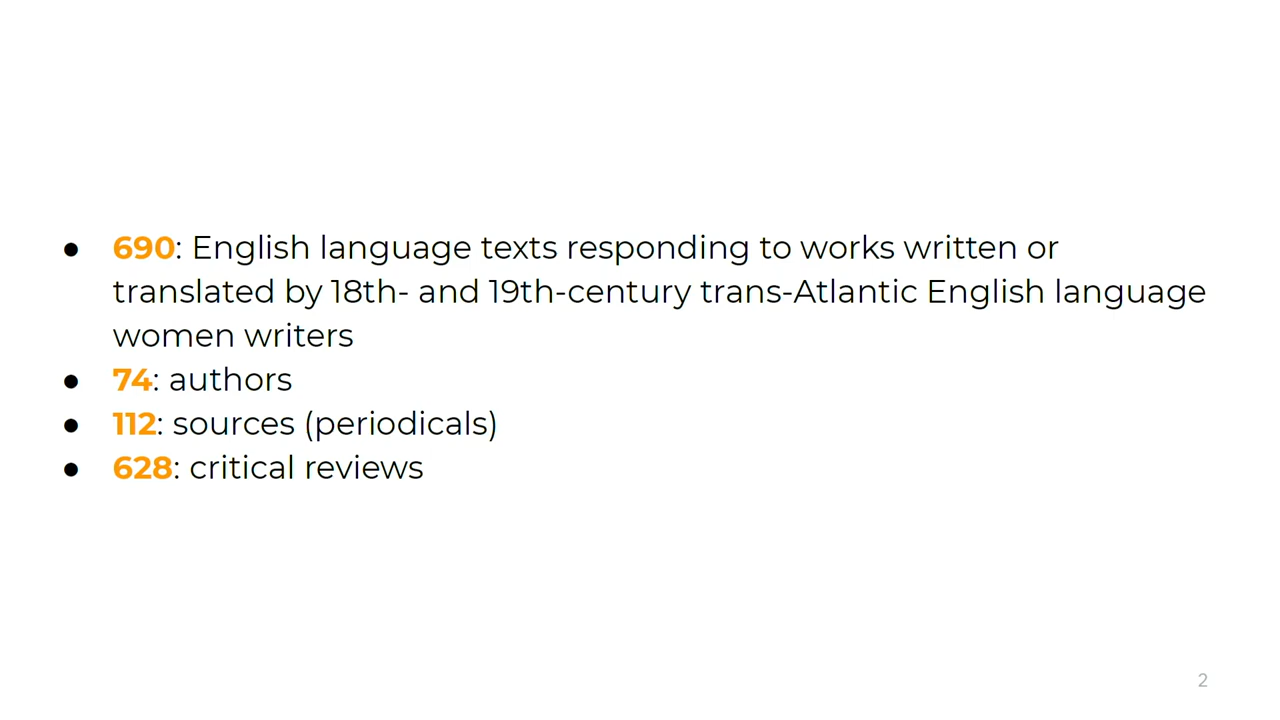 ● 690: English language texts responding to works written or
translated by 18th- and 19th-century trans-Atlantic English language
women writers
● 74: authors
● 112: sources (periodicals)
● 628: critical reviews
2